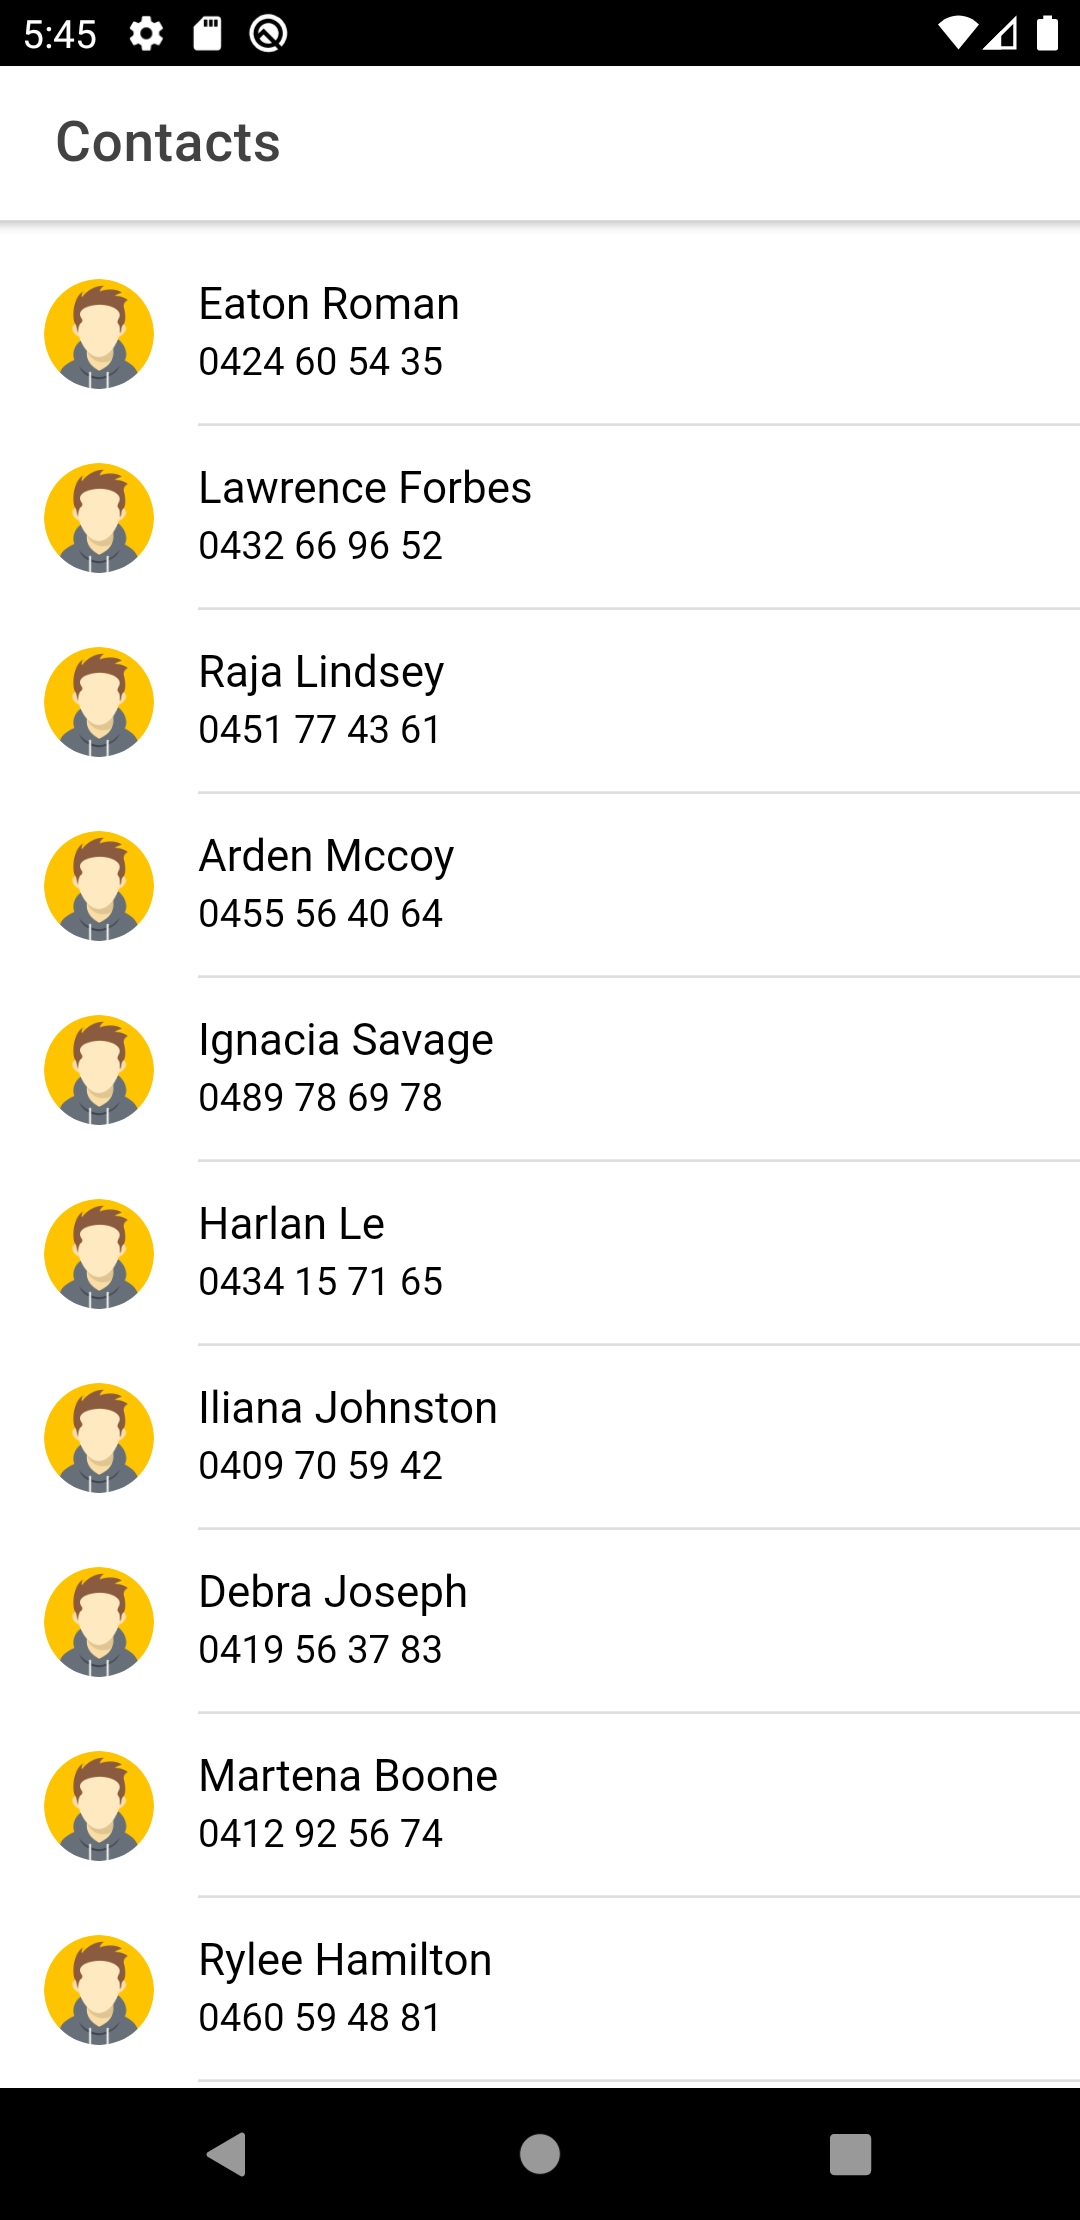 5:45
Contacts
Eaton Roman
0424 60 54 35
Lawrence Forbes
0432 66 96 52
Raja Lindsey
0451 77 43 61
Arden Mccoy
0455 56 40 64
Ignacia Savage
0489 78 69 78
Harlan Le
0434 15 71 65
Iliana Johnston
0409 70 59 42
Debra Joseph
0419 56 37 83
Martena Boone
0412 92 56 74
Rylee Hamilton
0460 59 48 81